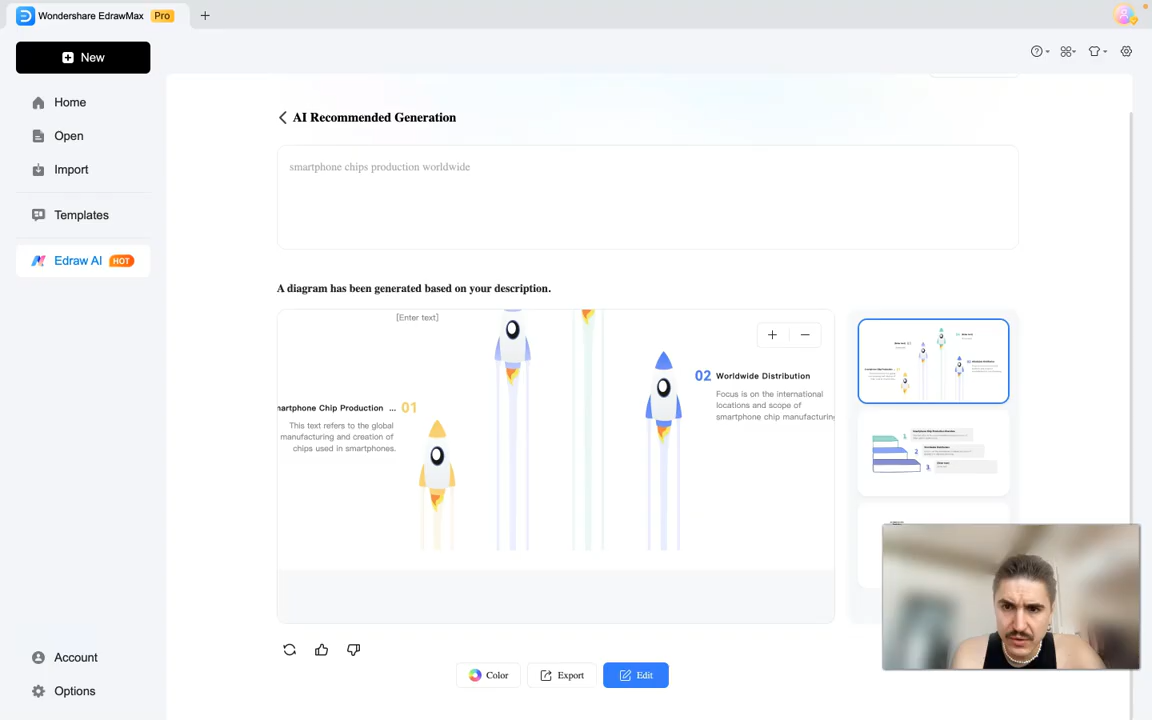 Wondershare EdrawMax Pro
New
Home
Open
Import
Templates
Edraw AI HOT
Account
Options
AI Recommended Generation
smartphone chips production worldwide
A diagram has been generated based on your description.
[Enter text]
martphone Chip Production ... 01
This text refers to the global
manufacturing and creation of
chips used in smartphones.
02 Worldwide Distribution
Focus is on the international
locations and scope of
smartphone chip manufacturing
Color
Export
Edit